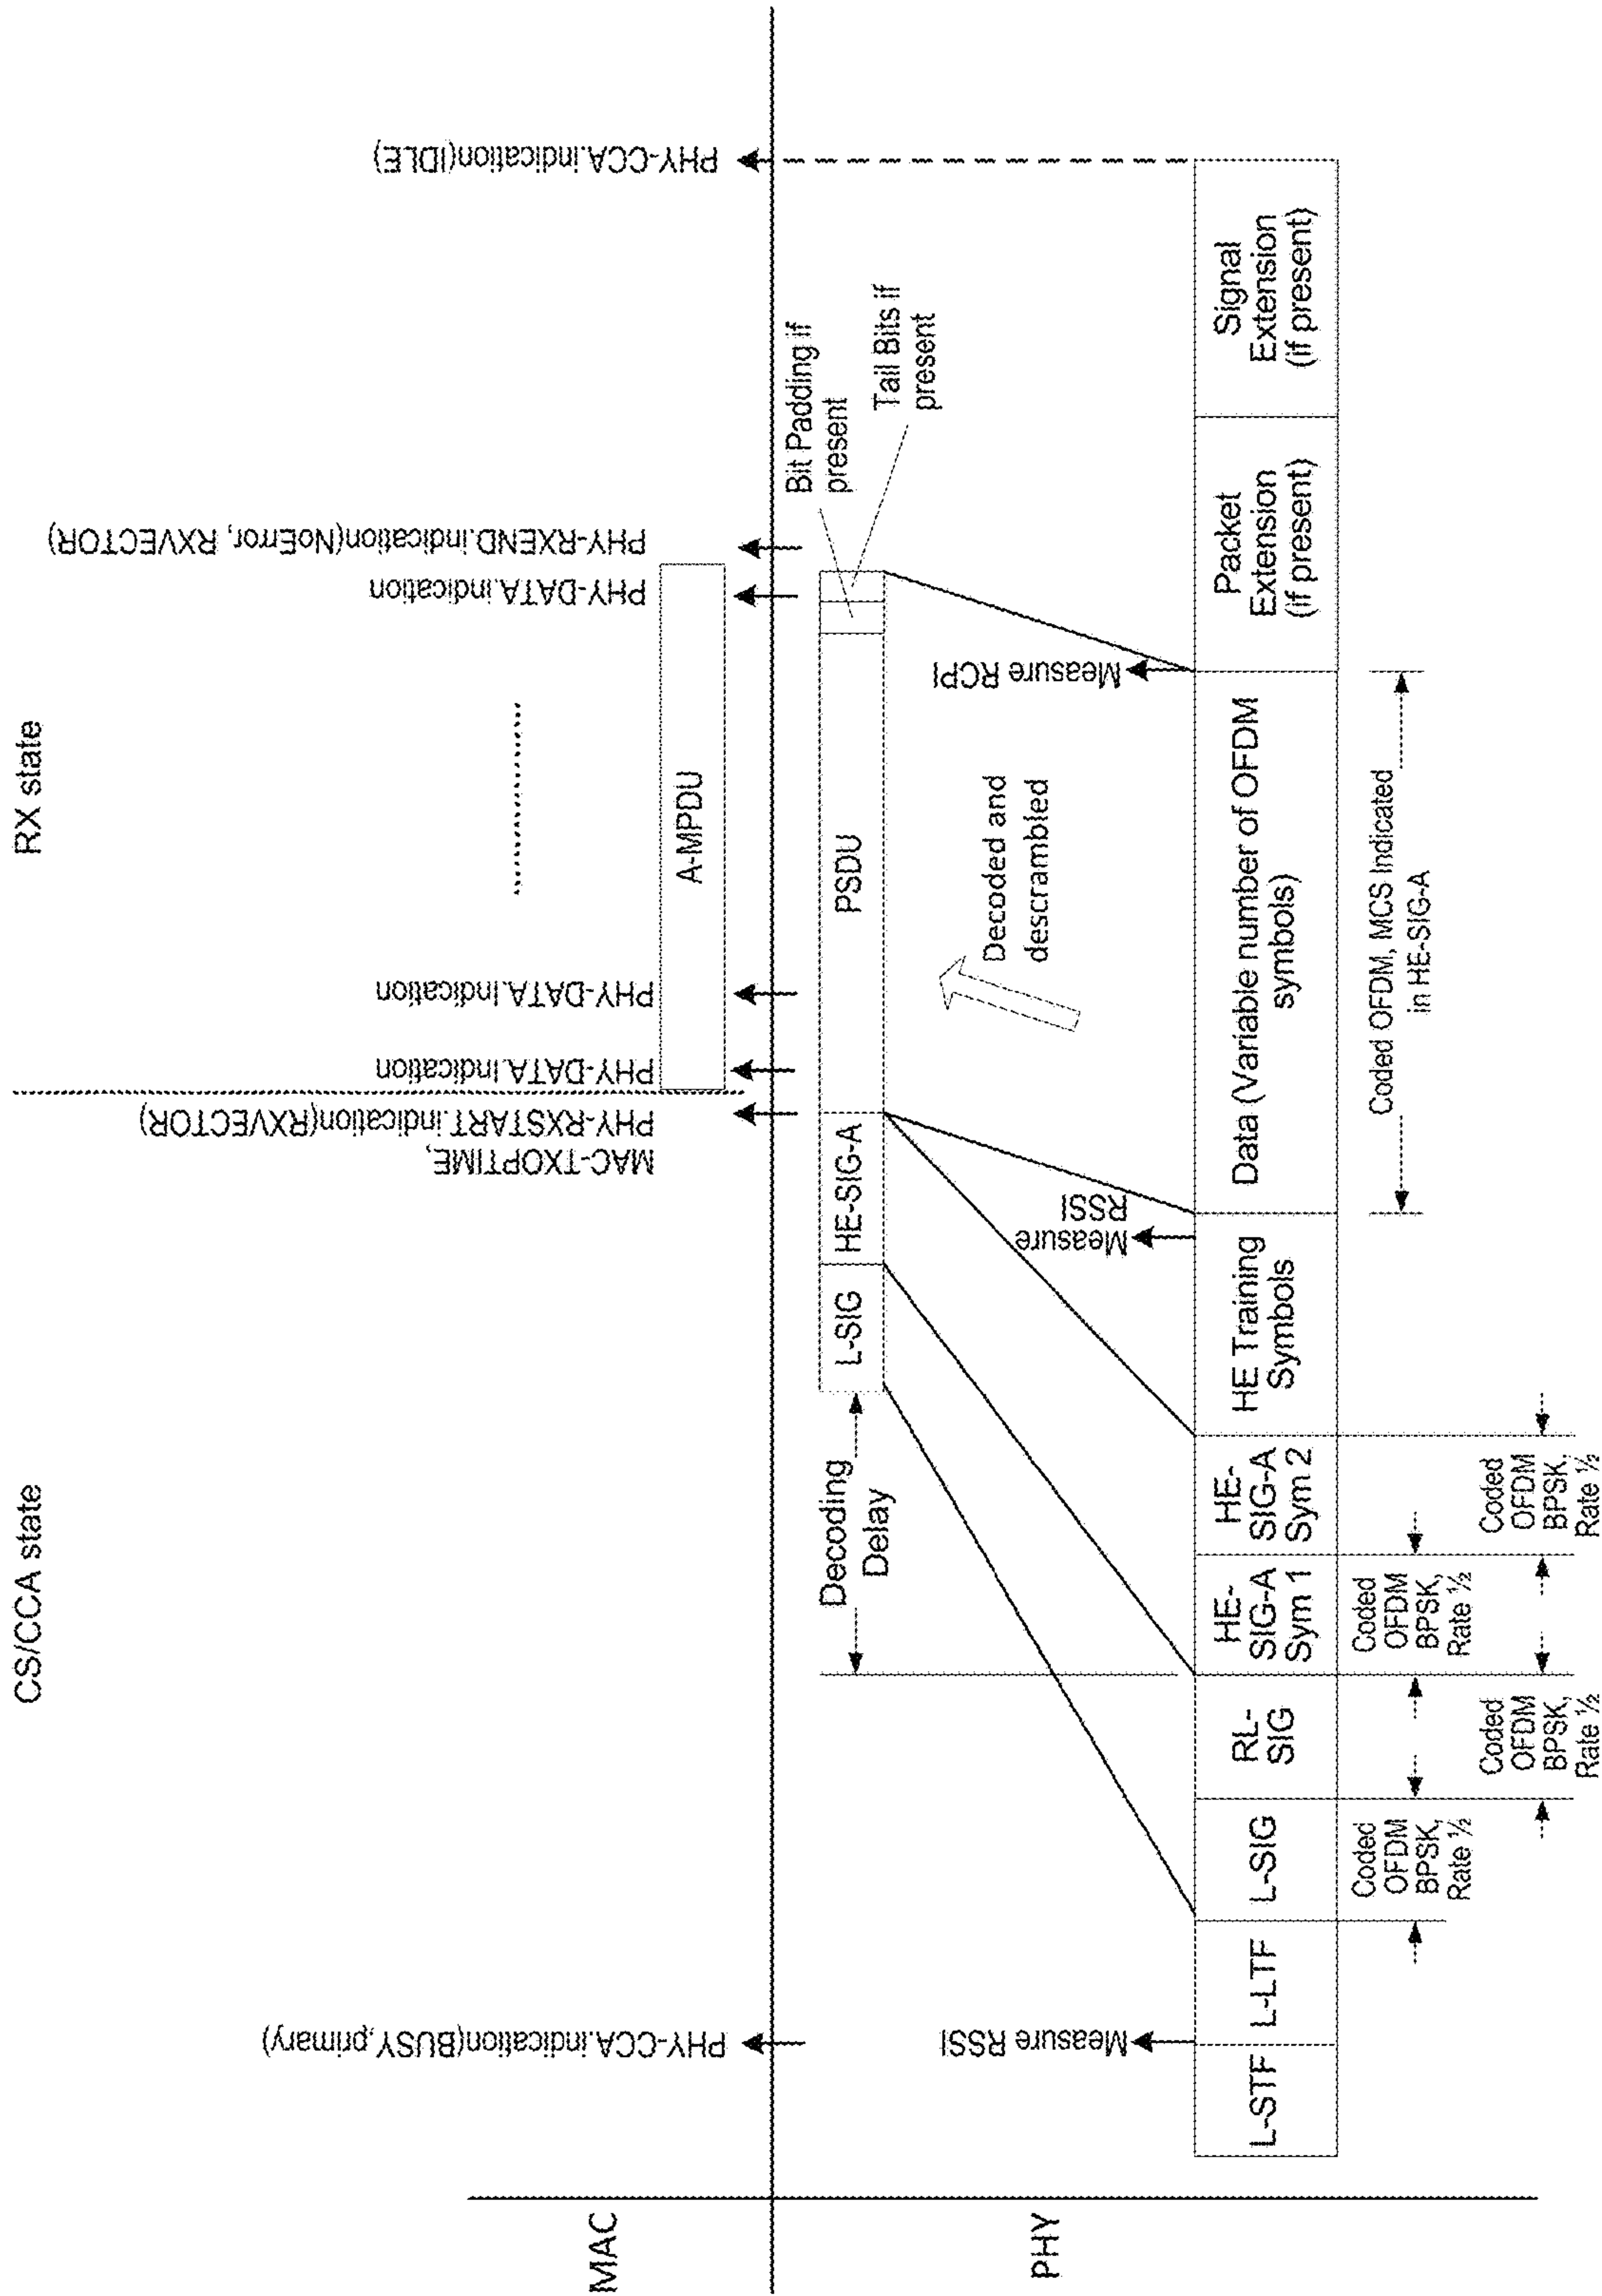 CS/CCA state
RX state
MAC
PHY
PHY-CCA.indication(BUSY,primary)
MAC-TXOPTIME,
PHY-RXSTART.indication(RXVECTOR)
PHY-DATA.indication
PHY-DATA.indication
PHY-DATA.indication
PHY-RXEND.indication(NoError, RXVECTOR)
PHY-CCA.indication(IDLE)
A-MPDU
Decoding
Delay
L-SIG
HE-SIG-A
PSDU
Bit Padding if
present
Tail Bits if
present
Measure RSSI
Measure
RSSI
Decoded and
descrambled
Measure RCPI
L-STF
L-LTF
L-SIG
RL-
SIG
HE-
SIG-A
Sym 1
HE-
SIG-A
Sym 2
HE Training
Symbols
Data (Variable number of OFDM
symbols)
Packet
Extension
(if present)
Signal
Extension
(if present)
Coded
OFDM
BPSK,
Rate ½
Coded
OFDM
BPSK,
Rate ½
Coded
OFDM
BPSK,
Rate ½
Coded
OFDM
BPSK,
Rate ½
Coded OFDM, MCS Indicated
in HE-SIG-A